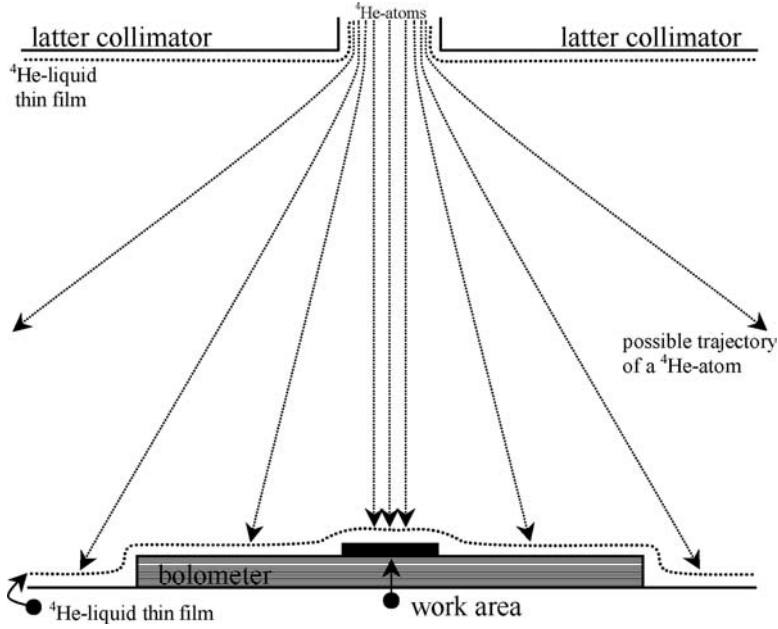 ⁴He-atoms
latter collimator
latter collimator
⁴He-liquid
thin film
possible trajectory
of a ⁴He-atom
bolometer
⁴He-liquid thin film
work area